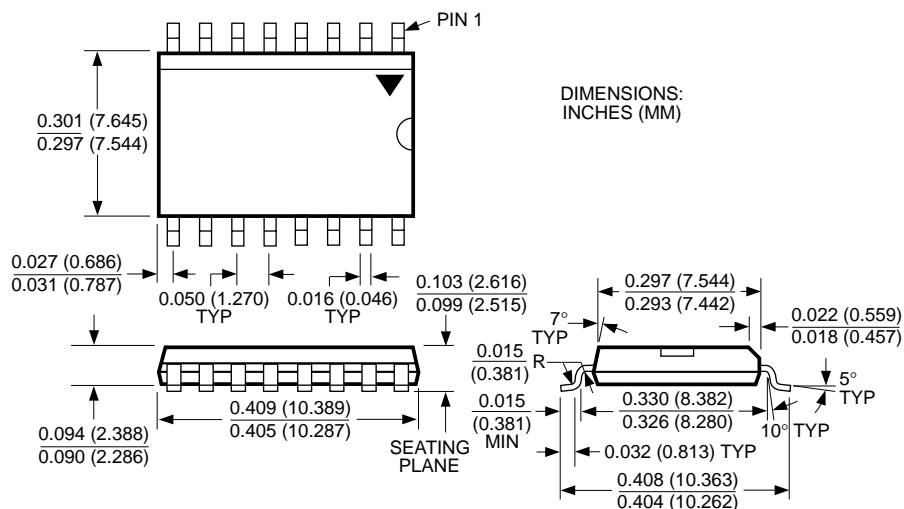 PIN 1
DIMENSIONS:
INCHES (MM)
0.301 (7.645)
0.297 (7.544)
0.027 (0.686)
0.031 (0.787)
0.050 (1.270)
TYP
0.016 (0.046)
TYP
0.103 (2.616)
0.099 (2.515)
0.297 (7.544)
0.293 (7.442)
0.022 (0.559)
0.018 (0.457)
7°
TYP
0.015
(0.381)
R
5°
TYP
0.094 (2.388)
0.090 (2.286)
0.409 (10.389)
0.405 (10.287)
SEATING
PLANE
0.015
(0.381)
MIN
0.330 (8.382)
0.326 (8.280)
10° TYP
0.032 (0.813) TYP
0.408 (10.363)
0.404 (10.262)